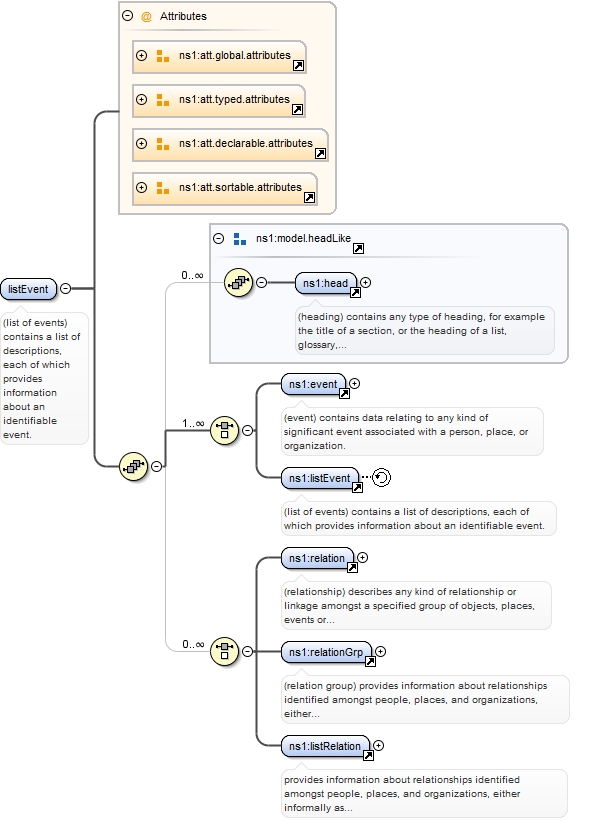 Attributes
ns1:att.global.attributes
ns1:att.typed.attributes
ns1:att.declarable.attributes
ns1:att.sortable.attributes
ns1:model.headLike
0..∞
ns1:head
(heading) contains any type of heading, for example
the title of a section, or the heading of a list,
glossary,...
listEvent
(list of events)
contains a list of
descriptions,
each of which
provides
information
about an
identifiable
event.
1..∞
ns1:event
(event) contains data relating to any kind of
significant event associated with a person, place, or
organization.
ns1:listEvent
(list of events) contains a list of descriptions, each of
which provides information about an identifiable event.
0..∞
ns1:relation
(relationship) describes any kind of relationship or
linkage amongst a specified group of objects, places,
events or...
ns1:relationGrp
(relation group) provides information about relationships
identified amongst people, places, and organizations,
either...
ns1:listRelation
provides information about relationships identified
amongst people, places, and organizations, either
informally as...